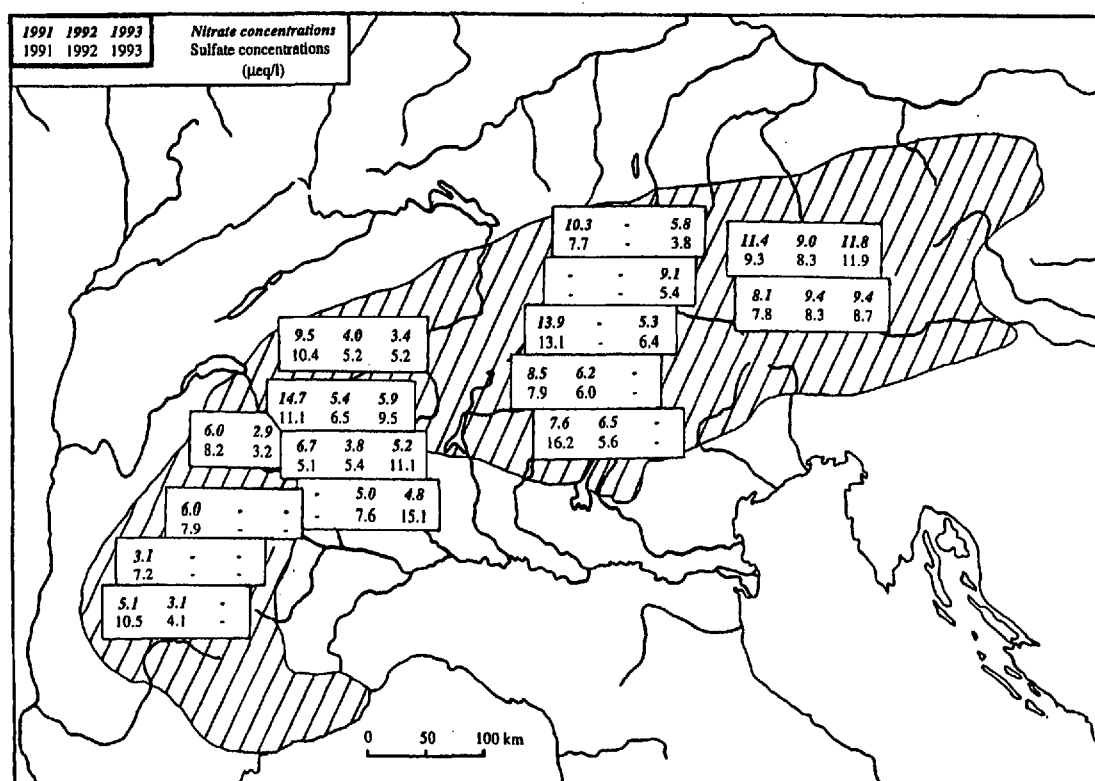 1991 1992 1993 Nitrate concentrations
1991 1992 1993 Sulfate concentrations
(µeq/l)
10.3 - 5.8
7.7 - 3.8
11.4 9.0 11.8
9.3 8.3 11.9
- - 9.1
- - 5.4
8.1 9.4 9.4
7.8 8.3 8.7
13.9 - 5.3
13.1 - 6.4
9.5 4.0 3.4
10.4 5.2 5.2
8.5 6.2 -
7.9 6.0 -
14.7 5.4 5.9
11.1 6.5 9.5
7.6 6.5 -
16.2 5.6 -
6.0 2.9
8.2 3.2
6.7 3.8 5.2
5.1 5.4 11.1
- 5.0 4.8
7.6 15.1
6.0 - -
7.9 - -
3.1 - -
7.2 - -
5.1 3.1 -
10.5 4.1 -
0 50 100 km